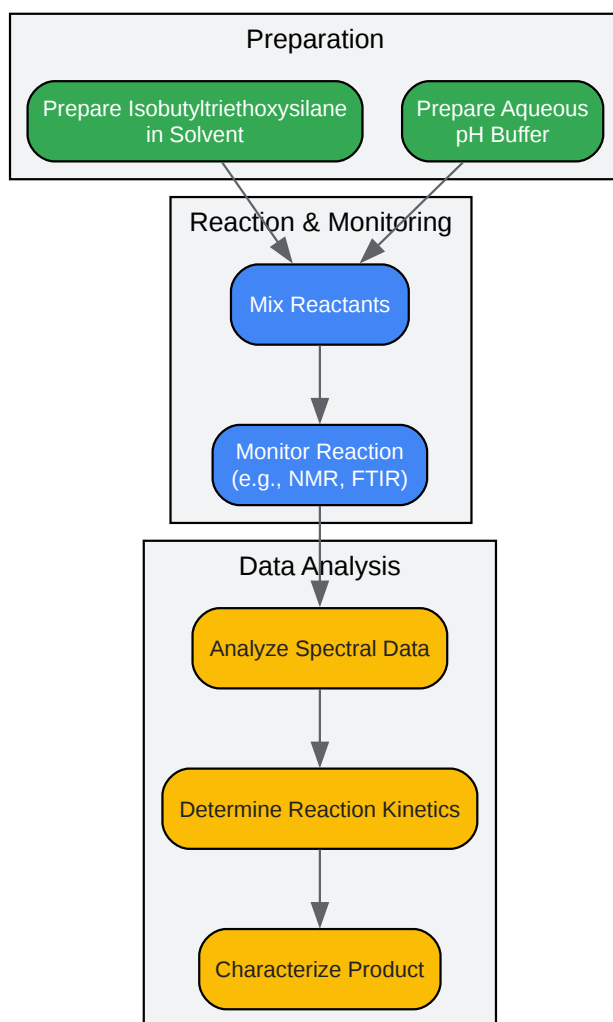 Preparation
Prepare Isobutyltriethoxysilane
in Solvent
Prepare Aqueous
pH Buffer
Reaction & Monitoring
Mix Reactants
Monitor Reaction
(e.g., NMR, FTIR)
Data Analysis
Analyze Spectral Data
Determine Reaction Kinetics
Characterize Product